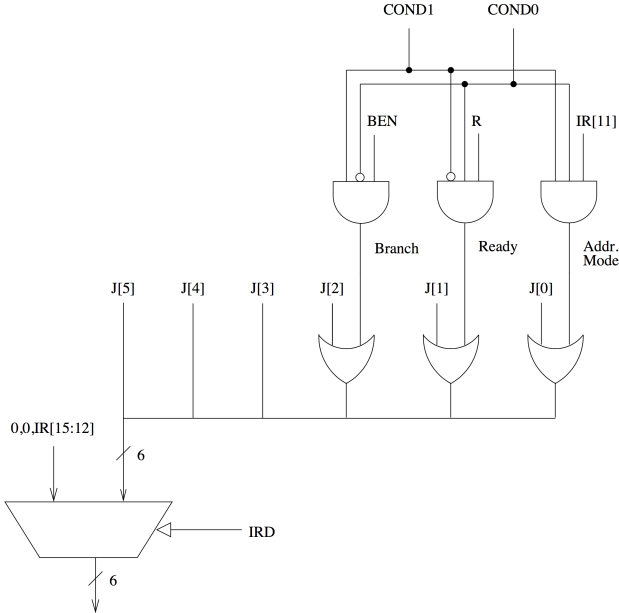 COND1 COND0
BEN R IR[11]
Branch Ready Addr.
Mode
J[5] J[4] J[3] J[2] J[1] J[0]
0,0,IR[15:12]
6
IRD
6